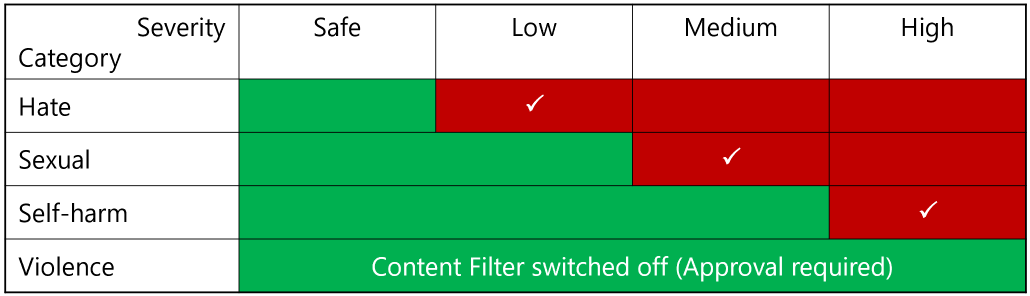 Severity
Category
Safe
Low
Medium
High
Hate
✓
Sexual
✓
Self-harm
✓
Violence
Content Filter switched off (Approval required)